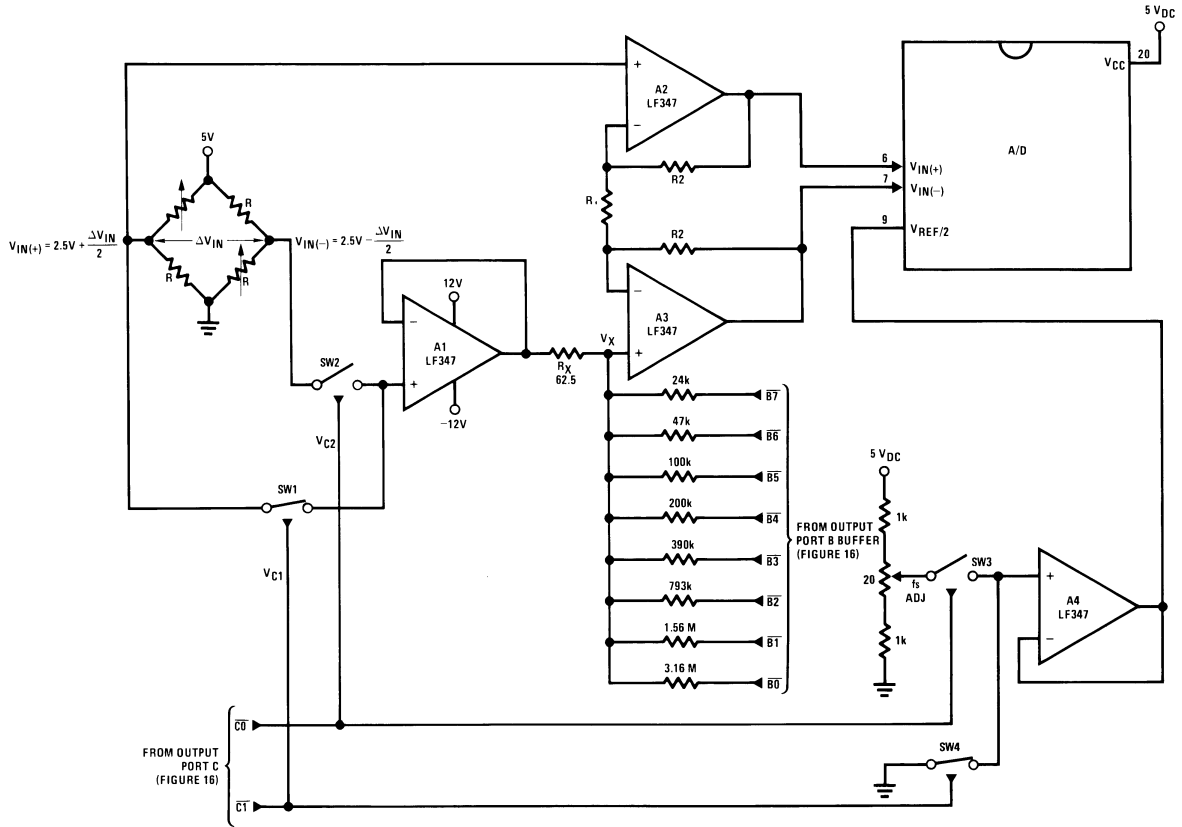 5 VDC
20
VCC
+
A2
LF347
−
A/D
5V
R2
6
VIN(+)
7
VIN(−)
R
R
9
VREF/2
VIN(+) = 2.5V + ΔVIN/2
ΔVIN
VIN(−) = 2.5V − ΔVIN/2
R2
R
R
12V
−
A3
LF347
+
−
A1
LF347
+
VX
RX
62.5
SW2
−12V
24k
B7
VC2
47k
B6
5 VDC
100k
B5
SW1
1k
200k
B4
FROM OUTPUT
PORT B BUFFER
(FIGURE 16)
390k
B3
SW3
VC1
20
fs
ADJ
+
A4
LF347
−
793k
B2
1.56 M
B1
1k
3.16 M
B0
C0
FROM OUTPUT
PORT C
(FIGURE 16)
SW4
C1